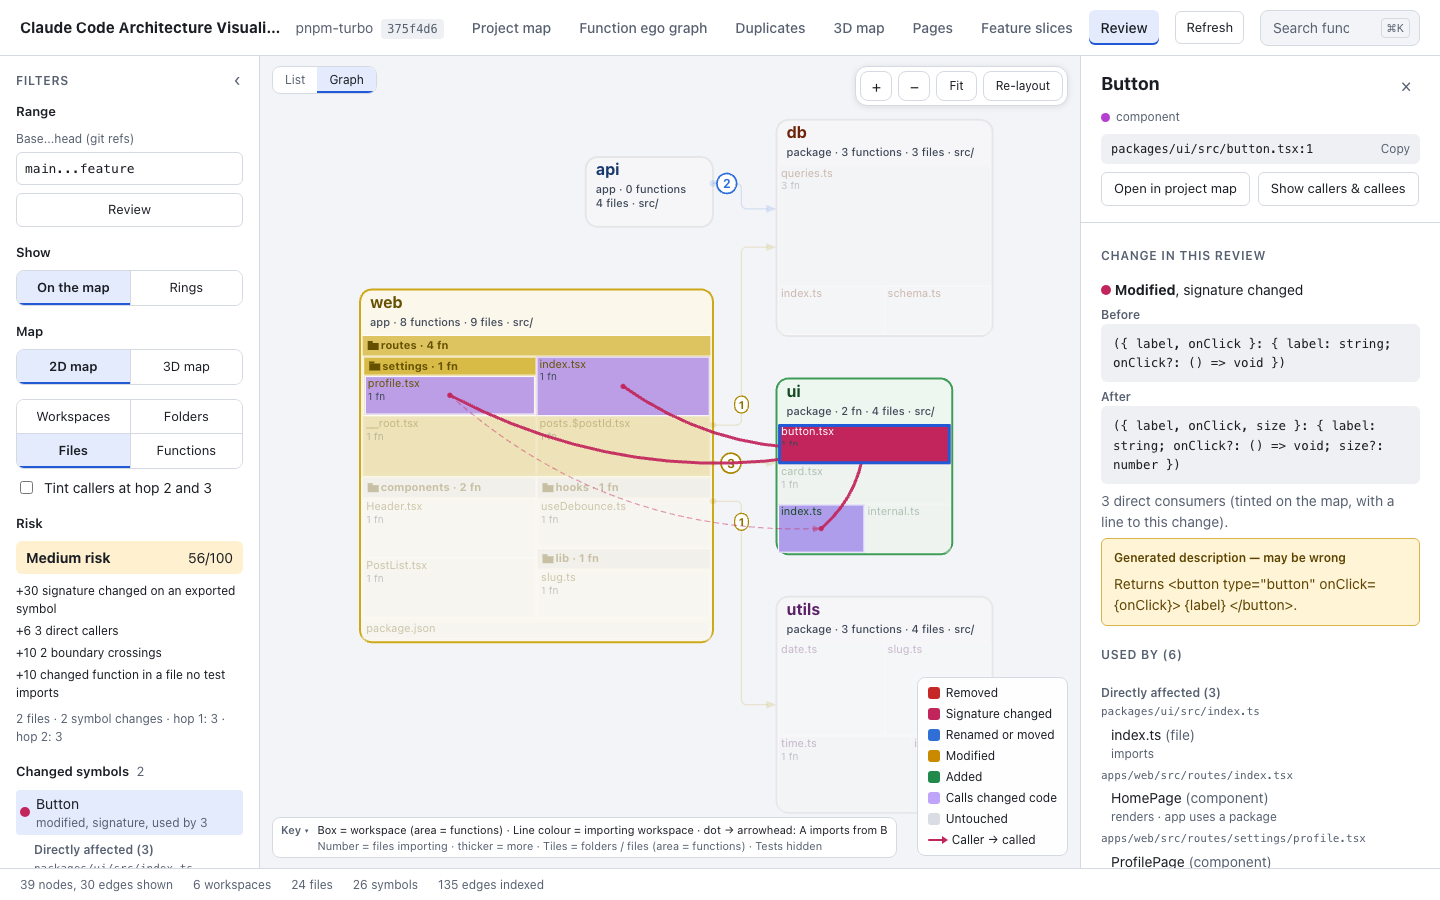 Claude Code Architecture Visuali...
pnpm-turbo 375f4d6
Project map
Function ego graph
Duplicates
3D map
Pages
Feature slices
Review
Refresh
Search func ⌘K
FILTERS
Range
Base...head (git refs)
main...feature
Review
Show
On the map
Rings
Map
2D map
3D map
Workspaces
Folders
Files
Functions
Tint callers at hop 2 and 3
Risk
Medium risk 56/100
+30 signature changed on an exported
symbol
+6 3 direct callers
+10 2 boundary crossings
+10 changed function in a file no test
imports
2 files · 2 symbol changes · hop 1: 3 ·
hop 2: 3
Changed symbols 2
Button
modified, signature, used by 3
Directly affected (3)
packages/ui/src/index.ts
List
Graph
+
−
Fit
Re-layout
api
app · 0 functions
4 files · src/
2
db
package · 3 functions · 3 files · src/
queries.ts
3 fn
index.ts
schema.ts
web
app · 8 functions · 9 files · src/
routes · 4 fn
settings · 1 fn
index.tsx
1 fn
profile.tsx
1 fn
__root.tsx
1 fn
posts.$postId.tsx
1 fn
components · 2 fn
hooks · 1 fn
Header.tsx
1 fn
useDebounce.ts
1 fn
lib · 1 fn
PostList.tsx
1 fn
slug.ts
1 fn
package.json
1
3
1
ui
package · 2 fn · 4 files · src/
button.tsx
1 fn
card.tsx
1 fn
index.ts
internal.ts
utils
package · 3 functions · 4 files · src/
date.ts
slug.ts
time.ts
1 fn
Removed
Signature changed
Renamed or moved
Modified
Added
Calls changed code
Untouched
Caller → called
Key Box = workspace (area = functions) · Line colour = importing workspace · dot → arrowhead: A imports from B
Number = files importing · thicker = more · Tiles = folders / files (area = functions) · Tests hidden
Button
component
packages/ui/src/button.tsx:1 Copy
Open in project map
Show callers & callees
CHANGE IN THIS REVIEW
Modified, signature changed
Before
({ label, onClick }: { label: string;
onClick?: () => void })
After
({ label, onClick, size }: { label:
string; onClick?: () => void; size?:
number })
3 direct consumers (tinted on the map, with a
line to this change).
Generated description — may be wrong
Returns <button type="button" onClick=
{onClick}> {label} </button>.
USED BY (6)
Directly affected (3)
packages/ui/src/index.ts
index.ts (file)
imports
apps/web/src/routes/index.tsx
HomePage (component)
renders · app uses a package
apps/web/src/routes/settings/profile.tsx
ProfilePage (component)
39 nodes, 30 edges shown
6 workspaces
24 files
26 symbols
135 edges indexed